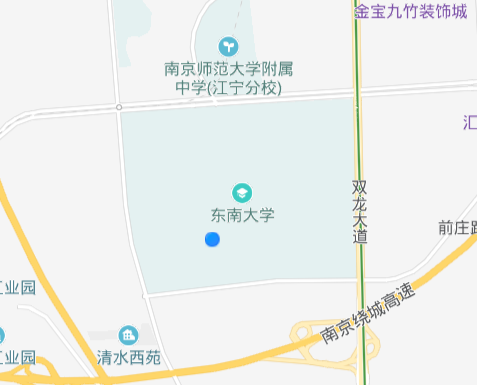 金宝九竹装饰城
南京师范大学附属
中学(江宁分校)
汇
双龙大道
东南大学
前庄路
工业园
南京绕城高速
清水西苑
工业园